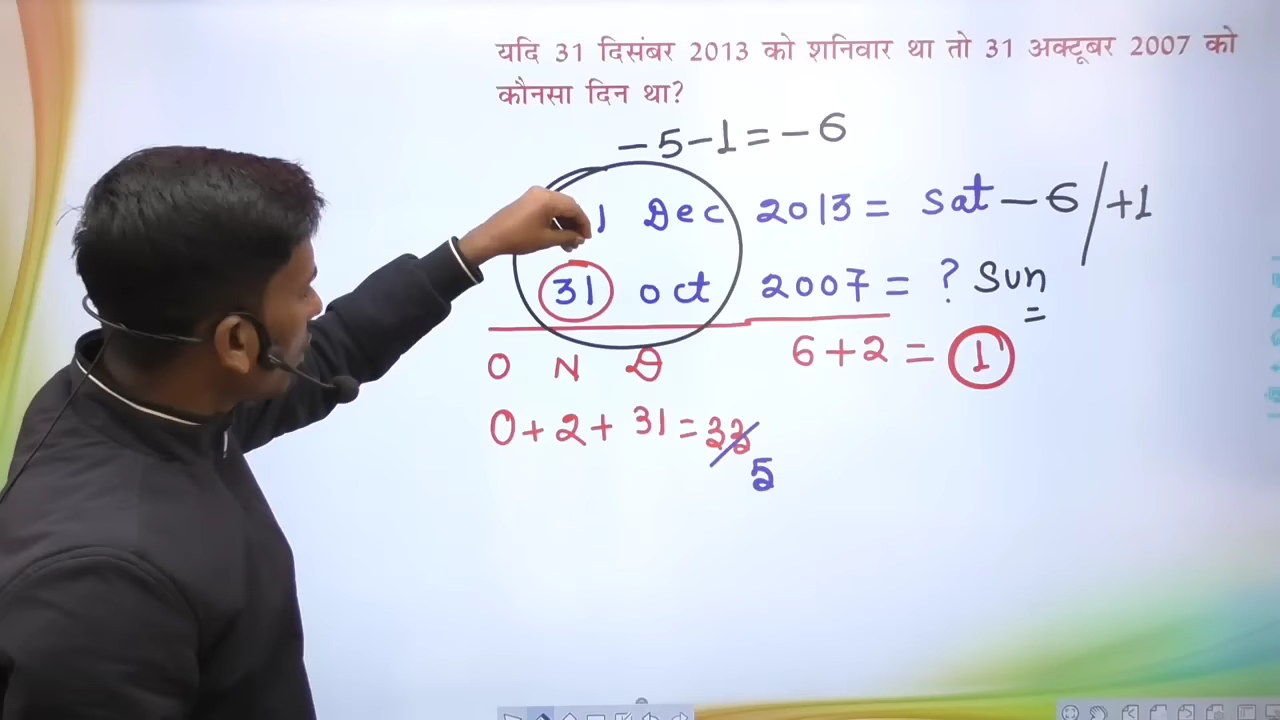 यदि 31 दिसंबर 2013 को शनिवार था तो 31 अक्टूबर 2007 को
कौनसा दिन था?
-5-1=-6
1 Dec 2013 = Sat -6/+1
31 oct 2007 = ? Sun
O N D 6+2 = 1
0+2+31=33
5